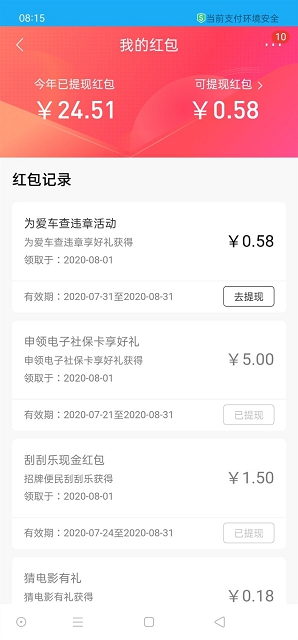 08:15
当前支付环境安全
我的红包
10
今年已提现红包
可提现红包
￥24.51
￥0.58
红包记录
为爱车查违章活动
为爱车查违章享好礼获得
￥0.58
领取于：2020-08-01
有效期：2020-07-31至2020-08-31
去提现
申领电子社保卡享好礼
申领电子社保卡享好礼获得
￥5.00
领取于：2020-08-01
有效期：2020-07-21至2020-08-31
已提现
刮刮乐现金红包
招牌便民刮刮乐获得
￥1.50
领取于：2020-08-01
有效期：2020-07-24至2020-08-31
已提现
猜电影有礼
猜电影有礼获得
￥0.18